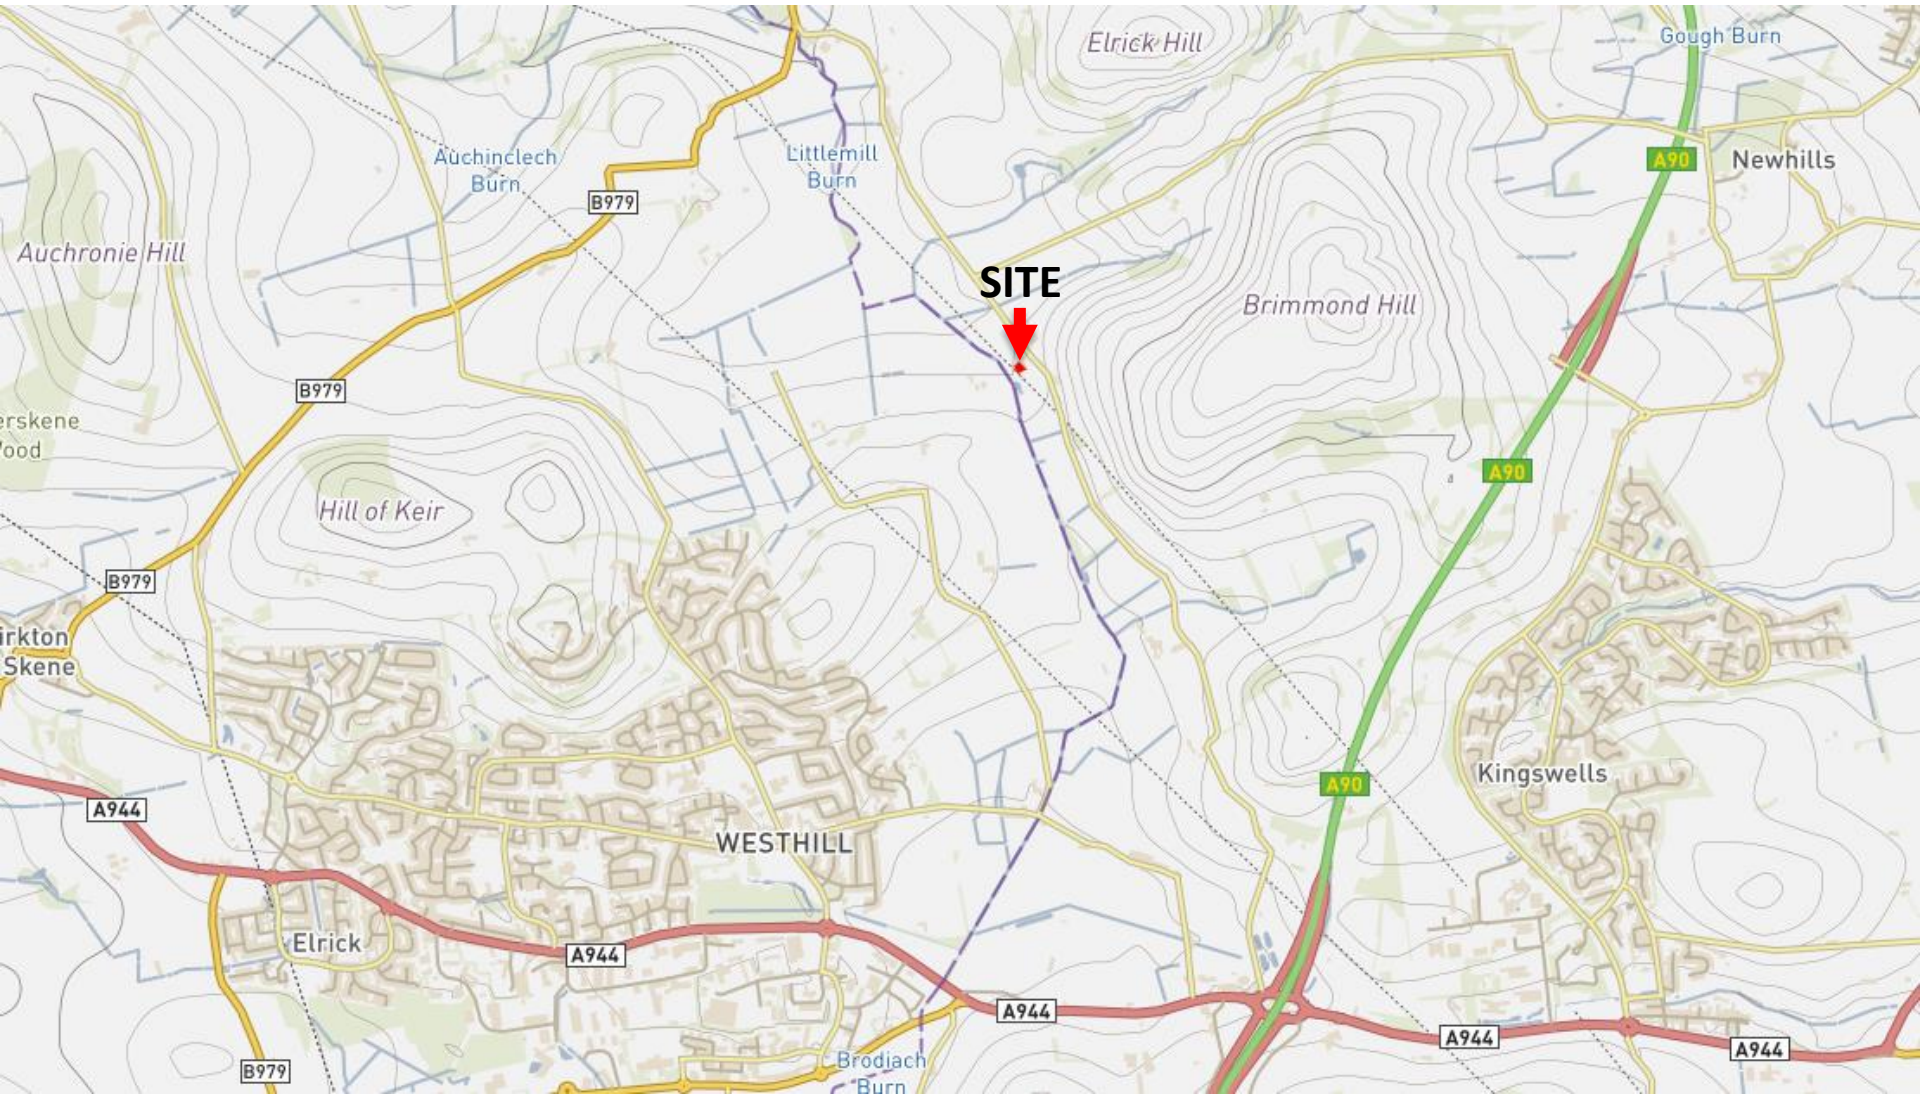 Elrick Hill
Gough Burn
Auchinclech
Burn
Littlemill
Burn
A90
Newhills
B979
Auchronie Hill
SITE
Brimmond Hill
B979
erskene
ood
A90
Hill of Keir
B979
irkton
Skene
A90
Kingswells
A944
WESTHILL
Elrick
A944
A944
A944
A944
B979
Brodiach
Burn